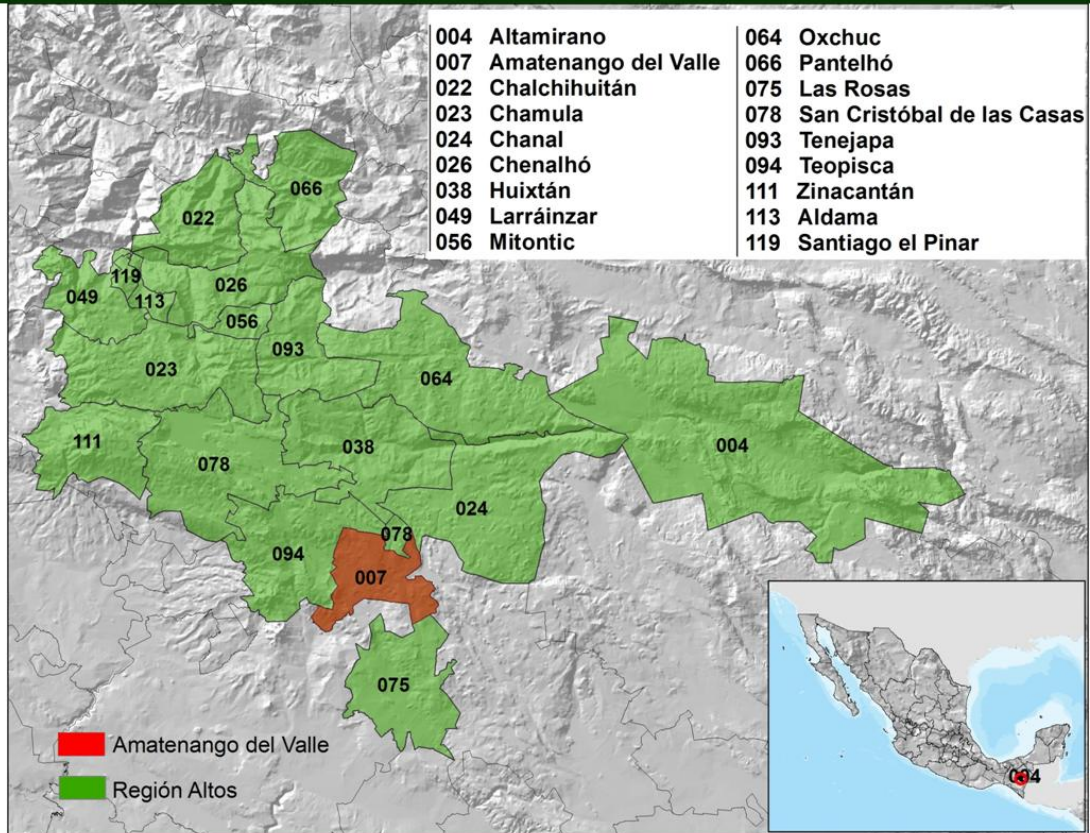 004 Altamirano
007 Amatenango del Valle
022 Chalchihuitán
023 Chamula
024 Chanal
026 Chenalhó
038 Huixtán
049 Larráinzar
056 Mitontic
064 Oxchuc
066 Pantelhó
075 Las Rosas
078 San Cristóbal de las Casas
093 Tenejapa
094 Teopisca
111 Zinacantán
113 Aldama
119 Santiago el Pinar
066
022
119
026
049
113
056
093
023
064
111
038
004
078
024
078
094
007
075
Amatenango del Valle
Región Altos
004